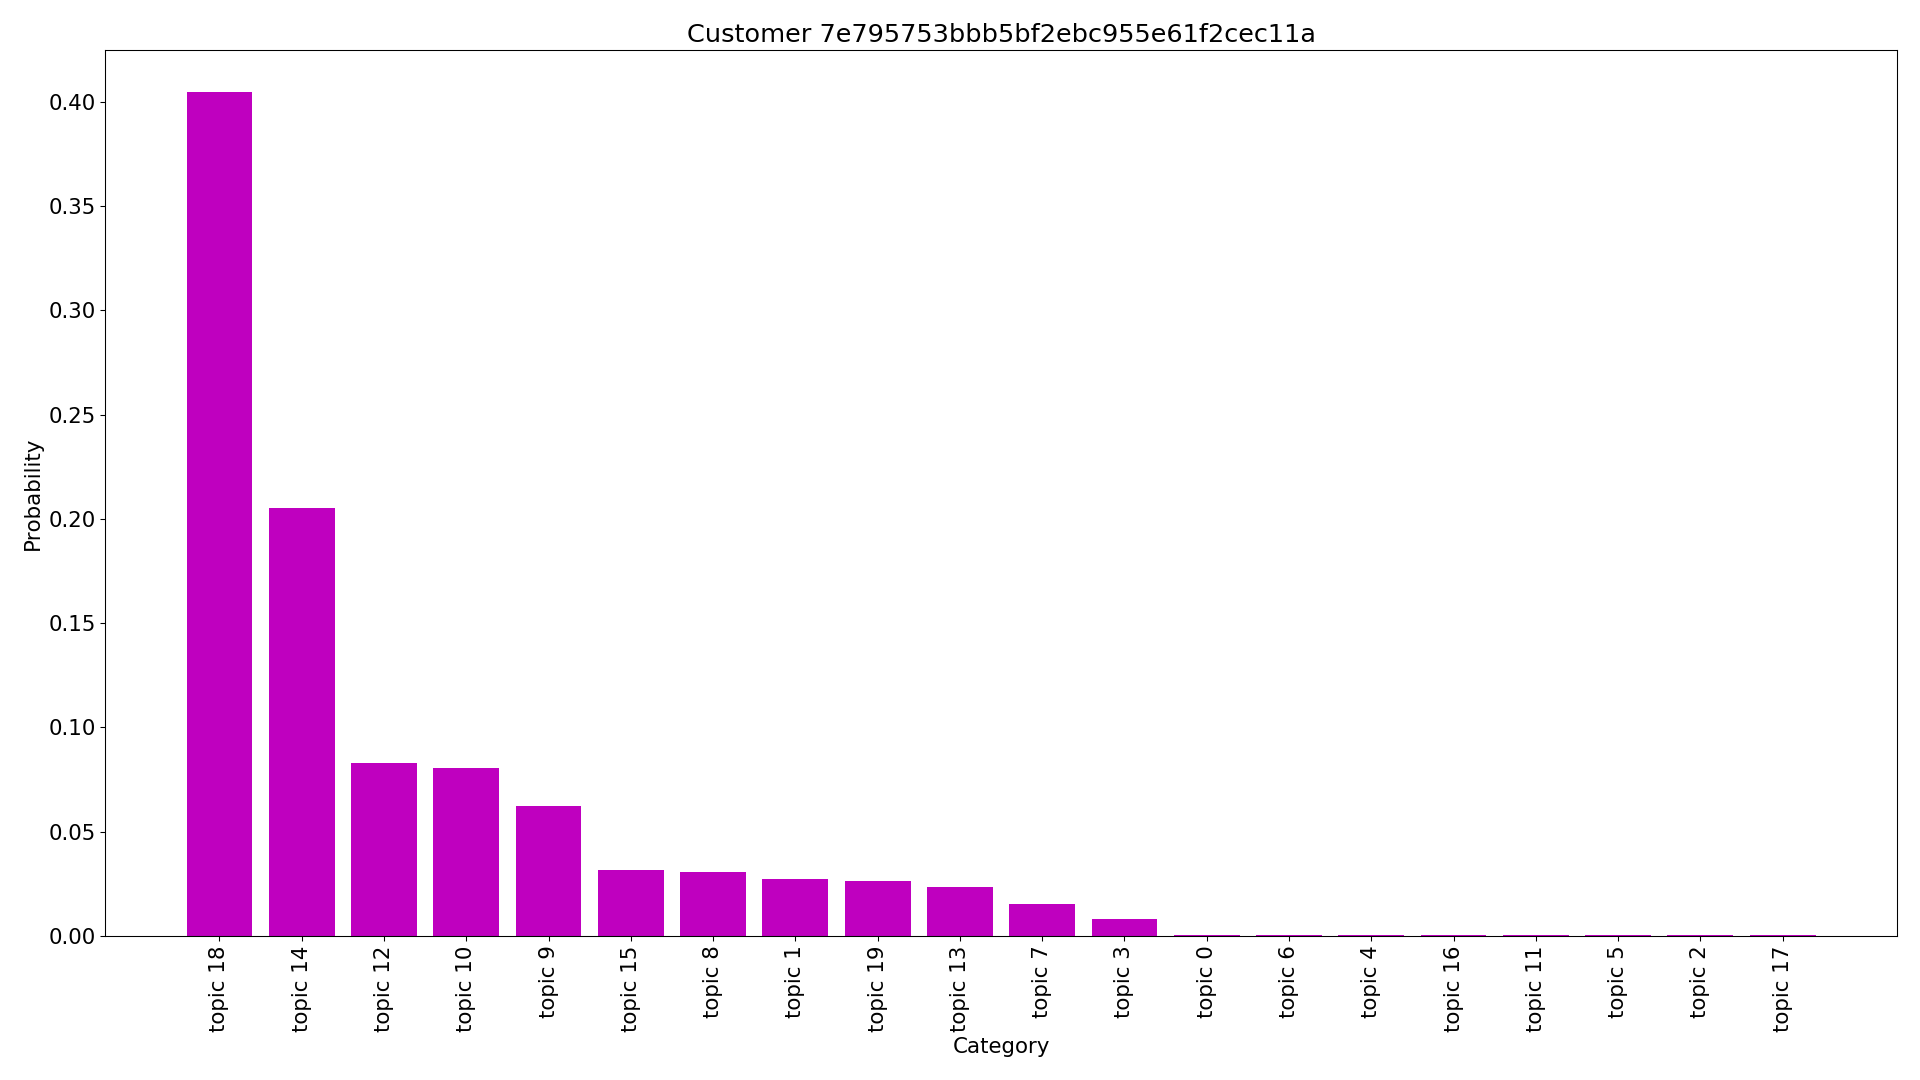 Customer 7e795753bbb5bf2ebc955e61f2cec11a
Probability
0.40
0.35
0.30
0.25
0.20
0.15
0.10
0.05
0.00
topic 18
topic 14
topic 12
topic 10
topic 9
topic 15
topic 8
topic 1
topic 19
topic 13
topic 7
topic 3
topic 0
topic 6
topic 4
topic 16
topic 11
topic 5
topic 2
topic 17
Category